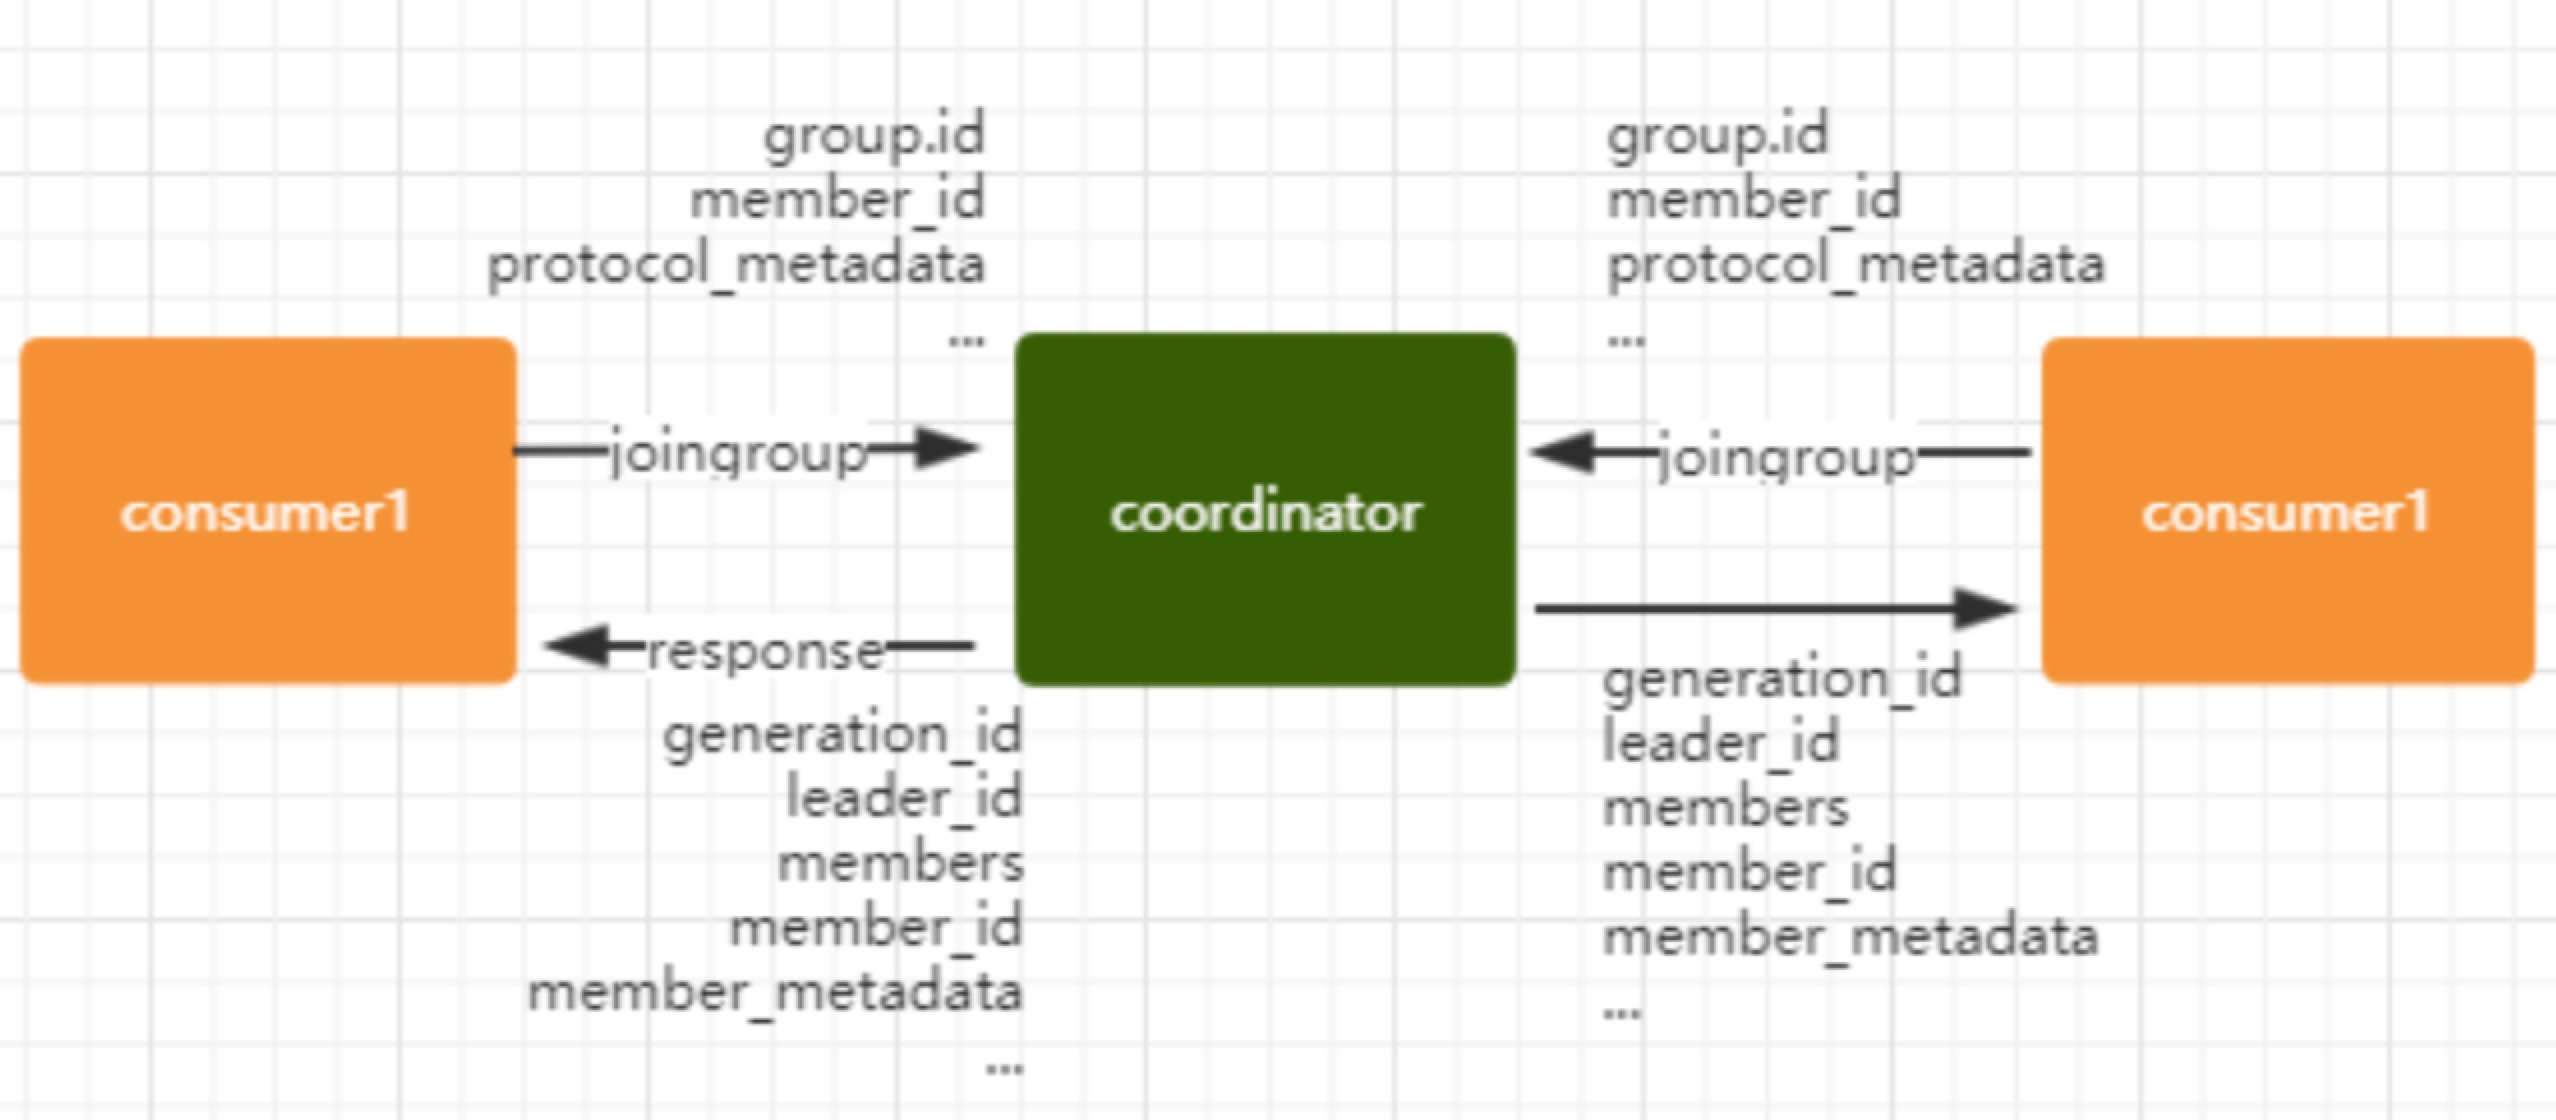 group.id
member_id
protocol_metadata
...
group.id
member_id
protocol_metadata
...
consumer1
joingroup
response
coordinator
joingroup
consumer1
generation_id
leader_id
members
member_id
member_metadata
...
generation_id
leader_id
members
member_id
member_metadata
...